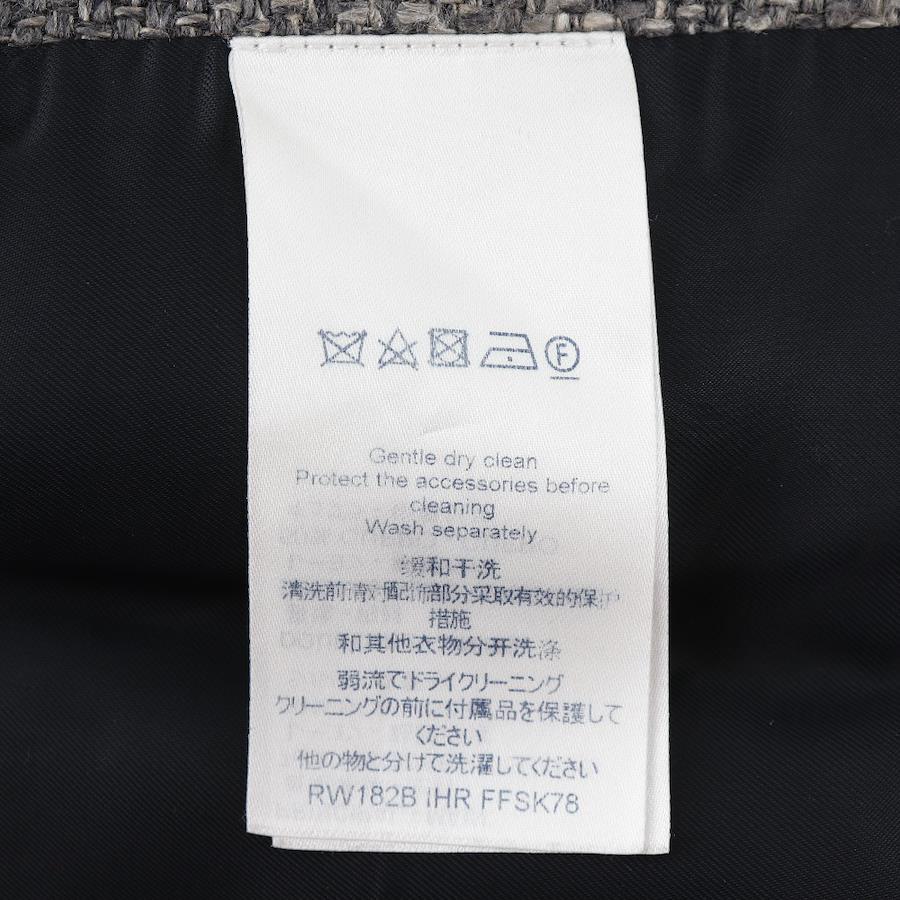 F
Gentle dry clean
Protect the accessories before
cleaning
Wash separately
缓和干洗
清洗前请对配饰部分采取有效的保护
措施
和其他衣物分开洗涤
弱流でドライクリーニング
クリーニングの前に付属品を保護して
ください
他の物と分けて洗濯してください
RW182B IHR FFSK78